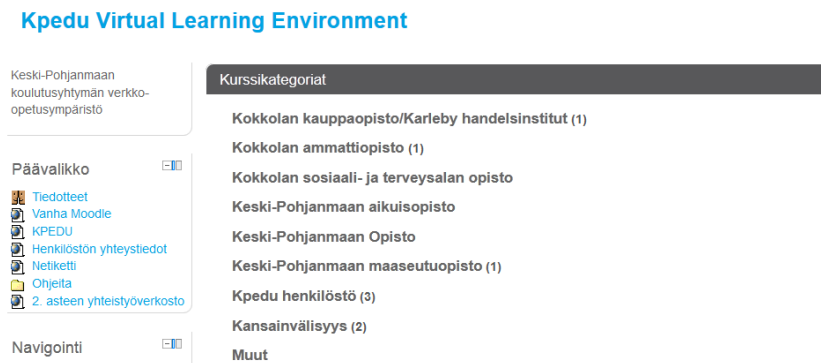 Kpedu Virtual Learning Environment
Keski-Pohjanmaan
koulutusyhtymän verkko-
opetusympäristö
Päävalikko
Tiedotteet
Vanha Moodle
KPEDU
Henkilöstön yhteystiedot
Netiketti
Ohjeita
2. asteen yhteistyöverkosto
Navigointi
Kurssikategoriat
Kokkolan kauppaopisto/Karleby handelsinstitut (1)
Kokkolan ammattiopisto (1)
Kokkolan sosiaali- ja terveysalan opisto
Keski-Pohjanmaan aikuisopisto
Keski-Pohjanmaan Opisto
Keski-Pohjanmaan maaseutuopisto (1)
Kpedu henkilöstö (3)
Kansainvälisyys (2)
Muut